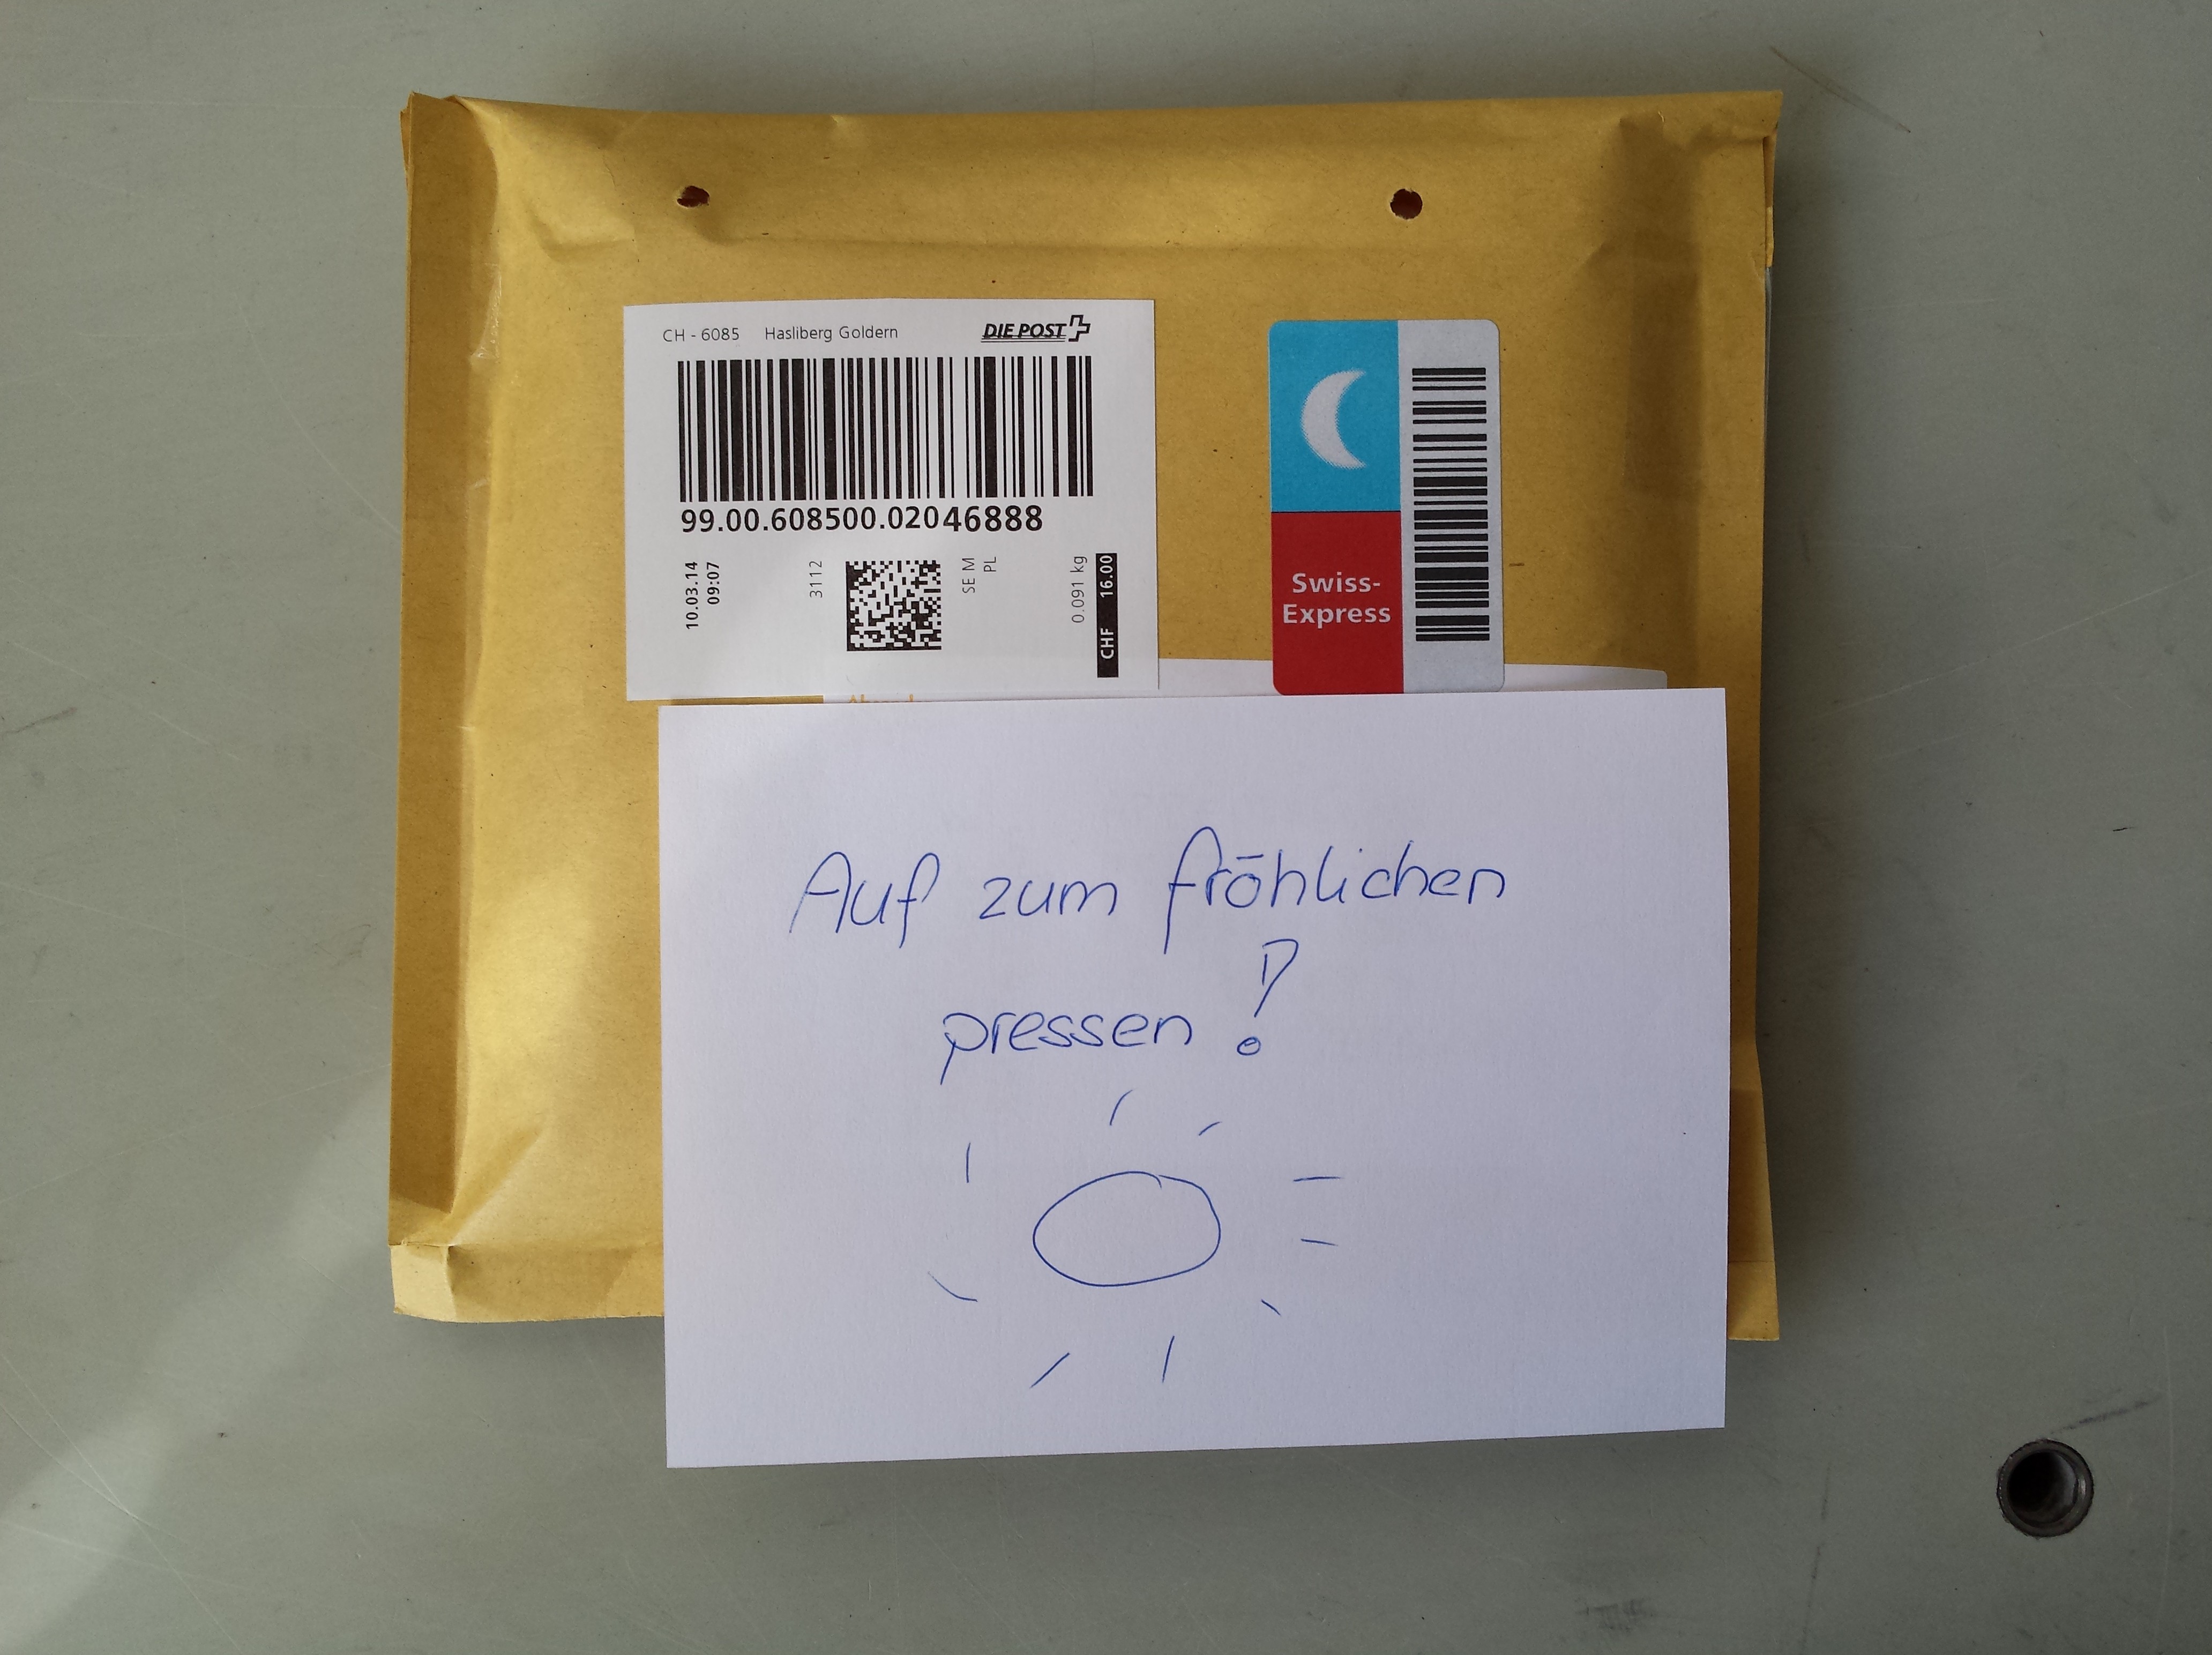 CH - 6085 Hasliberg Goldern DIE POST
99.00.608500.02046888
10.03.14
09:07
3112
SE M
PL
0.091 kg
CHF 16.00
Swiss-
Express
Auf zum fröhlichen
pressen!